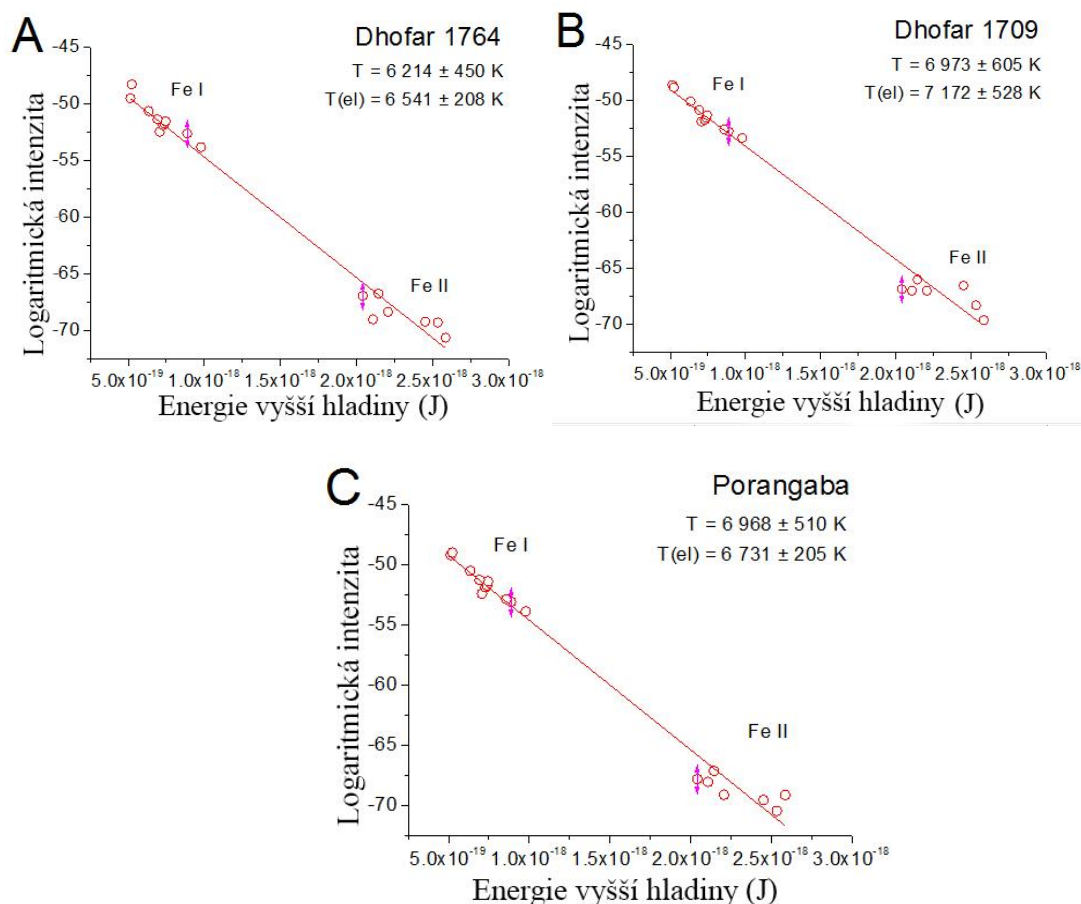 A
Dhofar 1764
T = 6 214 ± 450 K
T(el) = 6 541 ± 208 K
Fe I
Fe II
-45
-50
-55
-60
-65
-70
Logaritmická intenzita
5.0x10⁻¹⁹ 1.0x10⁻¹⁸ 1.5x10⁻¹⁸ 2.0x10⁻¹⁸ 2.5x10⁻¹⁸ 3.0x10⁻¹⁸
Energie vyšší hladiny (J)
B
Dhofar 1709
T = 6 973 ± 605 K
T(el) = 7 172 ± 528 K
Fe I
Fe II
-45
-50
-55
-60
-65
-70
Logaritmická intenzita
5.0x10⁻¹⁹ 1.0x10⁻¹⁸ 1.5x10⁻¹⁸ 2.0x10⁻¹⁸ 2.5x10⁻¹⁸ 3.0x10⁻¹⁸
Energie vyšší hladiny (J)
C
Porangaba
T = 6 968 ± 510 K
T(el) = 6 731 ± 205 K
Fe I
Fe II
-45
-50
-55
-60
-65
-70
Logaritmická intenzita
5.0x10⁻¹⁹ 1.0x10⁻¹⁸ 1.5x10⁻¹⁸ 2.0x10⁻¹⁸ 2.5x10⁻¹⁸ 3.0x10⁻¹⁸
Energie vyšší hladiny (J)